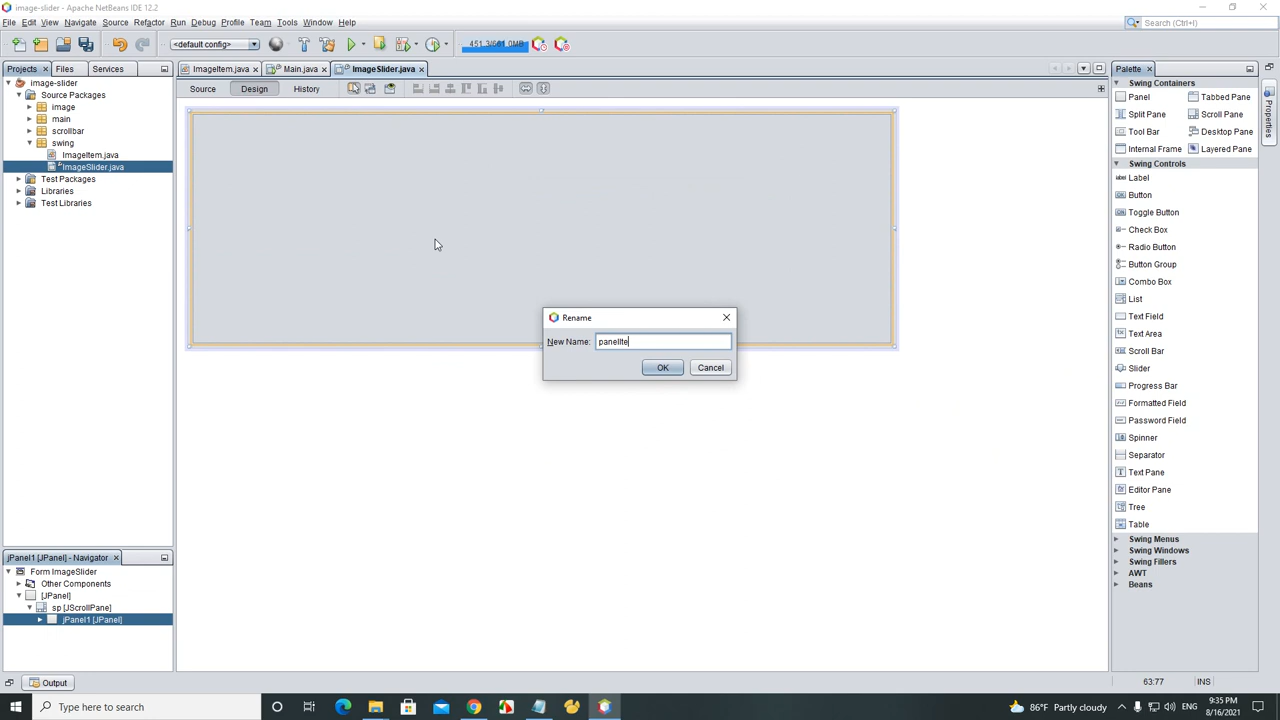 image-slider - Apache NetBeans IDE 12.2
File Edit View Navigate Source Refactor Run Debug Profile Team Tools Window Help
Search (Ctrl+I)
<default config>
451.3/601.0MB
Projects Files Services
ImageItem.java Main.java ImageSlider.java
Palette
image-slider
Source Packages
image
main
scrollbar
swing
ImageItem.java
ImageSlider.java
Test Packages
Libraries
Test Libraries
Source Design History
Rename
New Name: panelIte
OK Cancel
Swing Containers
Panel Tabbed Pane
Split Pane Scroll Pane
Tool Bar Desktop Pane
Internal Frame Layered Pane
Swing Controls
Label
Button
Toggle Button
Check Box
Radio Button
Button Group
Combo Box
List
Text Field
Text Area
Scroll Bar
Slider
Progress Bar
Formatted Field
Password Field
Spinner
Separator
Text Pane
Editor Pane
Tree
Table
Swing Menus
Swing Windows
Swing Fillers
AWT
Beans
Properties
jPanel1 [JPanel] - Navigator
Form ImageSlider
Other Components
[JPanel]
sp [JScrollPane]
jPanel1 [JPanel]
Output
63:77 INS
Type here to search
86°F Partly cloudy
ENG
9:35 PM
8/16/2021